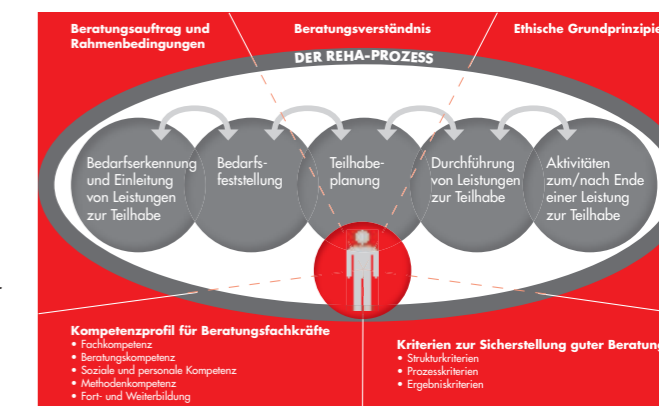 Beratungsauftrag und
Rahmenbedingungen
Beratungsverständnis
Ethische Grundprinzipie
DER REHA-PROZESS
Bedarfserkennung
und Einleitung
von Leistungen
zur Teilhabe
Bedarfs-
feststellung
Teilhabe-
planung
Durchführung
von Leistungen
zur Teilhabe
Aktivitäten
zum/nach Ende
einer Leistung
zur Teilhabe
Kompetenzprofil für Beratungsfachkräfte
• Fachkompetenz
• Beratungskompetenz
• Soziale und personale Kompetenz
• Methodenkompetenz
• Fort- und Weiterbildung
Kriterien zur Sicherstellung guter Beratung
• Strukturkriterien
• Prozesskriterien
• Ergebniskriterien